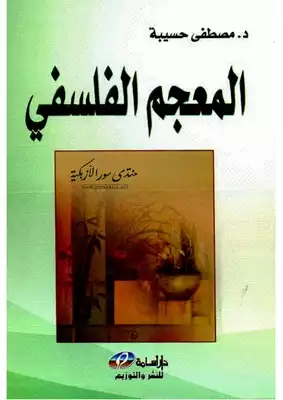 د. مصطفى حسيبة
المعجم الفلسفي
منتدى سور الأزبكية
دار أسامة
للنشر والتوزيع